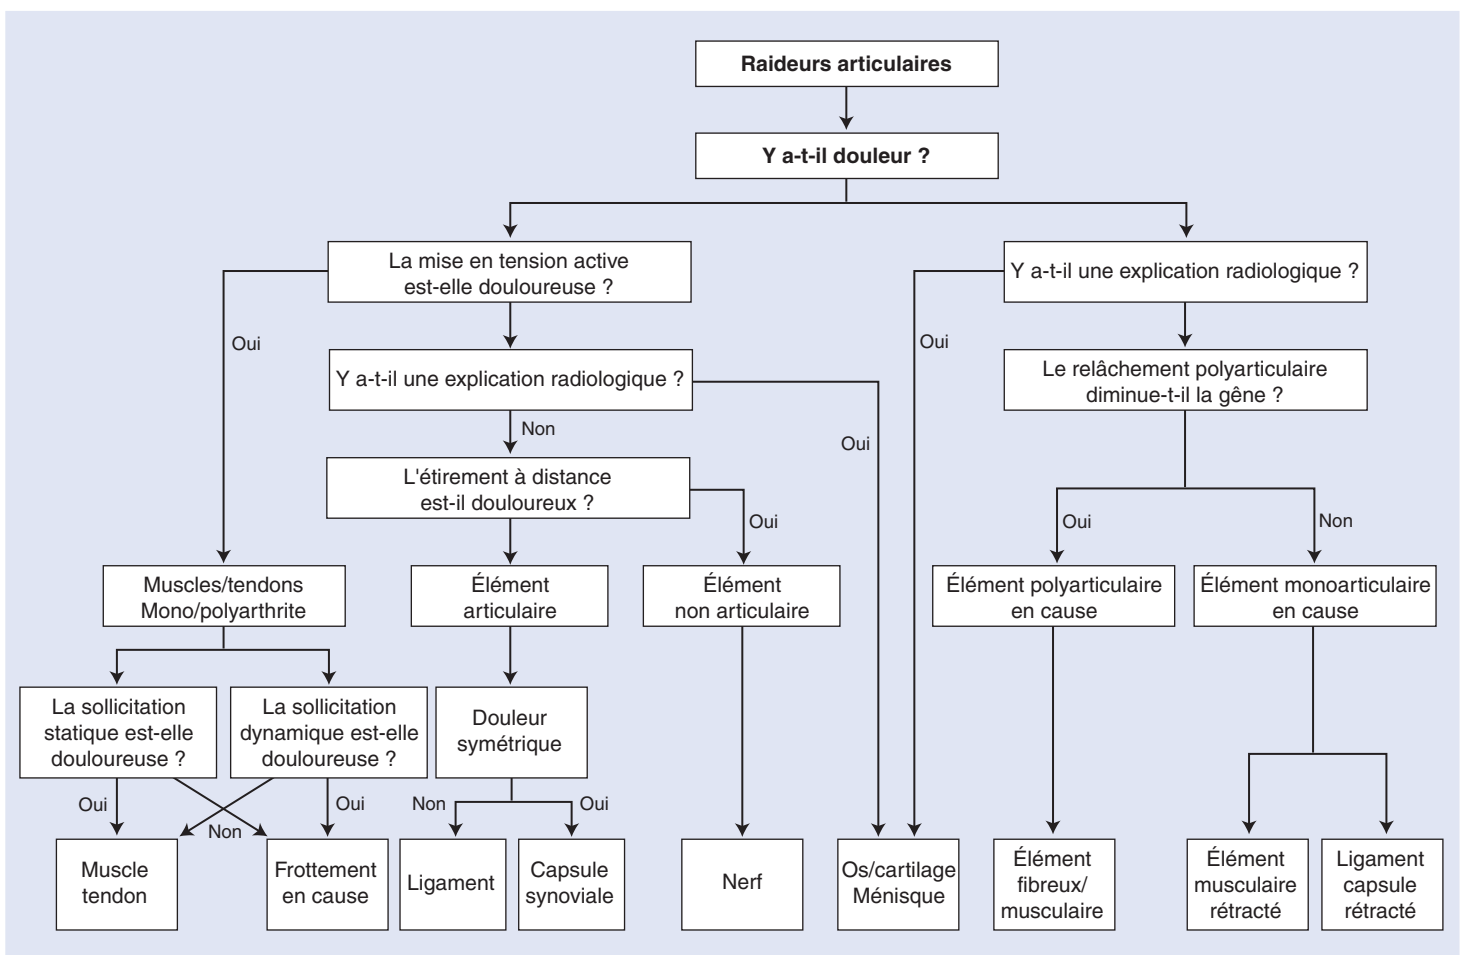 Raideurs articulaires
Y a-t-il douleur ?
La mise en tension active
est-elle douloureuse ?
Y a-t-il une explication radiologique ?
Oui
Oui
Y a-t-il une explication radiologique ?
Le relâchement polyarticulaire
diminue-t-il la gêne ?
Non
Oui
L'étirement à distance
est-il douloureux ?
Oui
Oui
Non
Muscles/tendons
Mono/polyarthrite
Élément
articulaire
Élément
non articulaire
Élément polyarticulaire
en cause
Élément monoarticulaire
en cause
La sollicitation
statique est-elle
douloureuse ?
La sollicitation
dynamique est-elle
douloureuse ?
Douleur
symétrique
Oui
Non
Oui
Non
Oui
Muscle
tendon
Frottement
en cause
Ligament
Capsule
synoviale
Nerf
Os/cartilage
Ménisque
Élément
fibreux/
musculaire
Élément
musculaire
rétracté
Ligament
capsule
rétracté